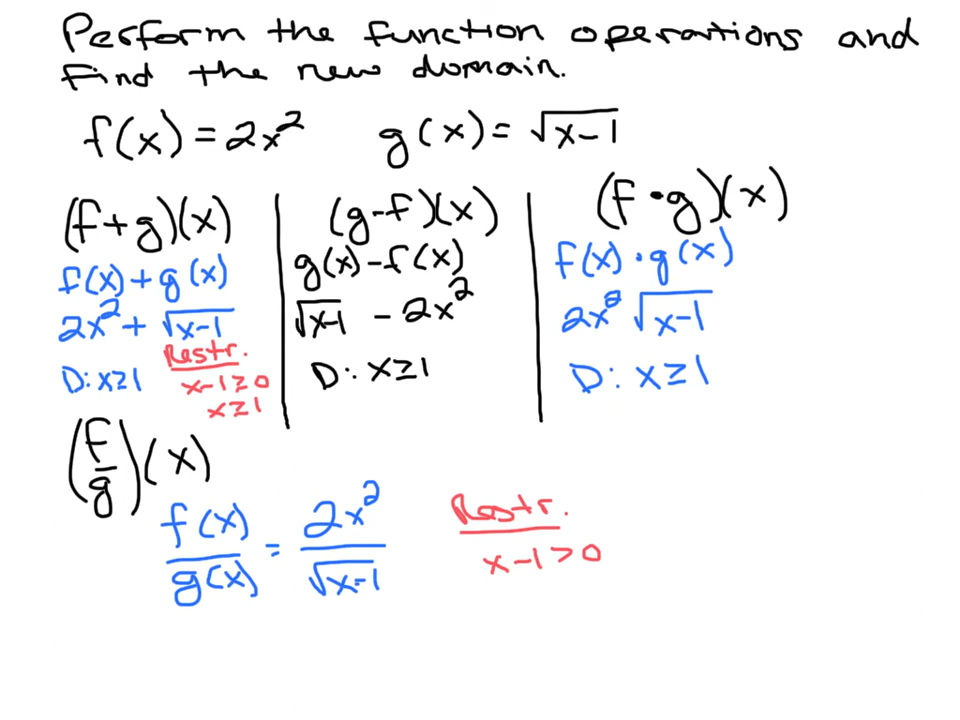 Perform the function operations and
find the new domain.
f(x) = 2x² g(x) = √x-1
(f+g)(x)
f(x) + g(x)
2x² + √x-1
Restr.
x-1≥0
x≥1
D: x≥1
(g-f)(x)
g(x) - f(x)
√x-1 - 2x²
D: x≥1
(f·g)(x)
f(x) · g(x)
2x² √x-1
D: x≥1
(f/g)(x)
f(x)/g(x) = 2x²/√x-1
Restr.
x-1>0